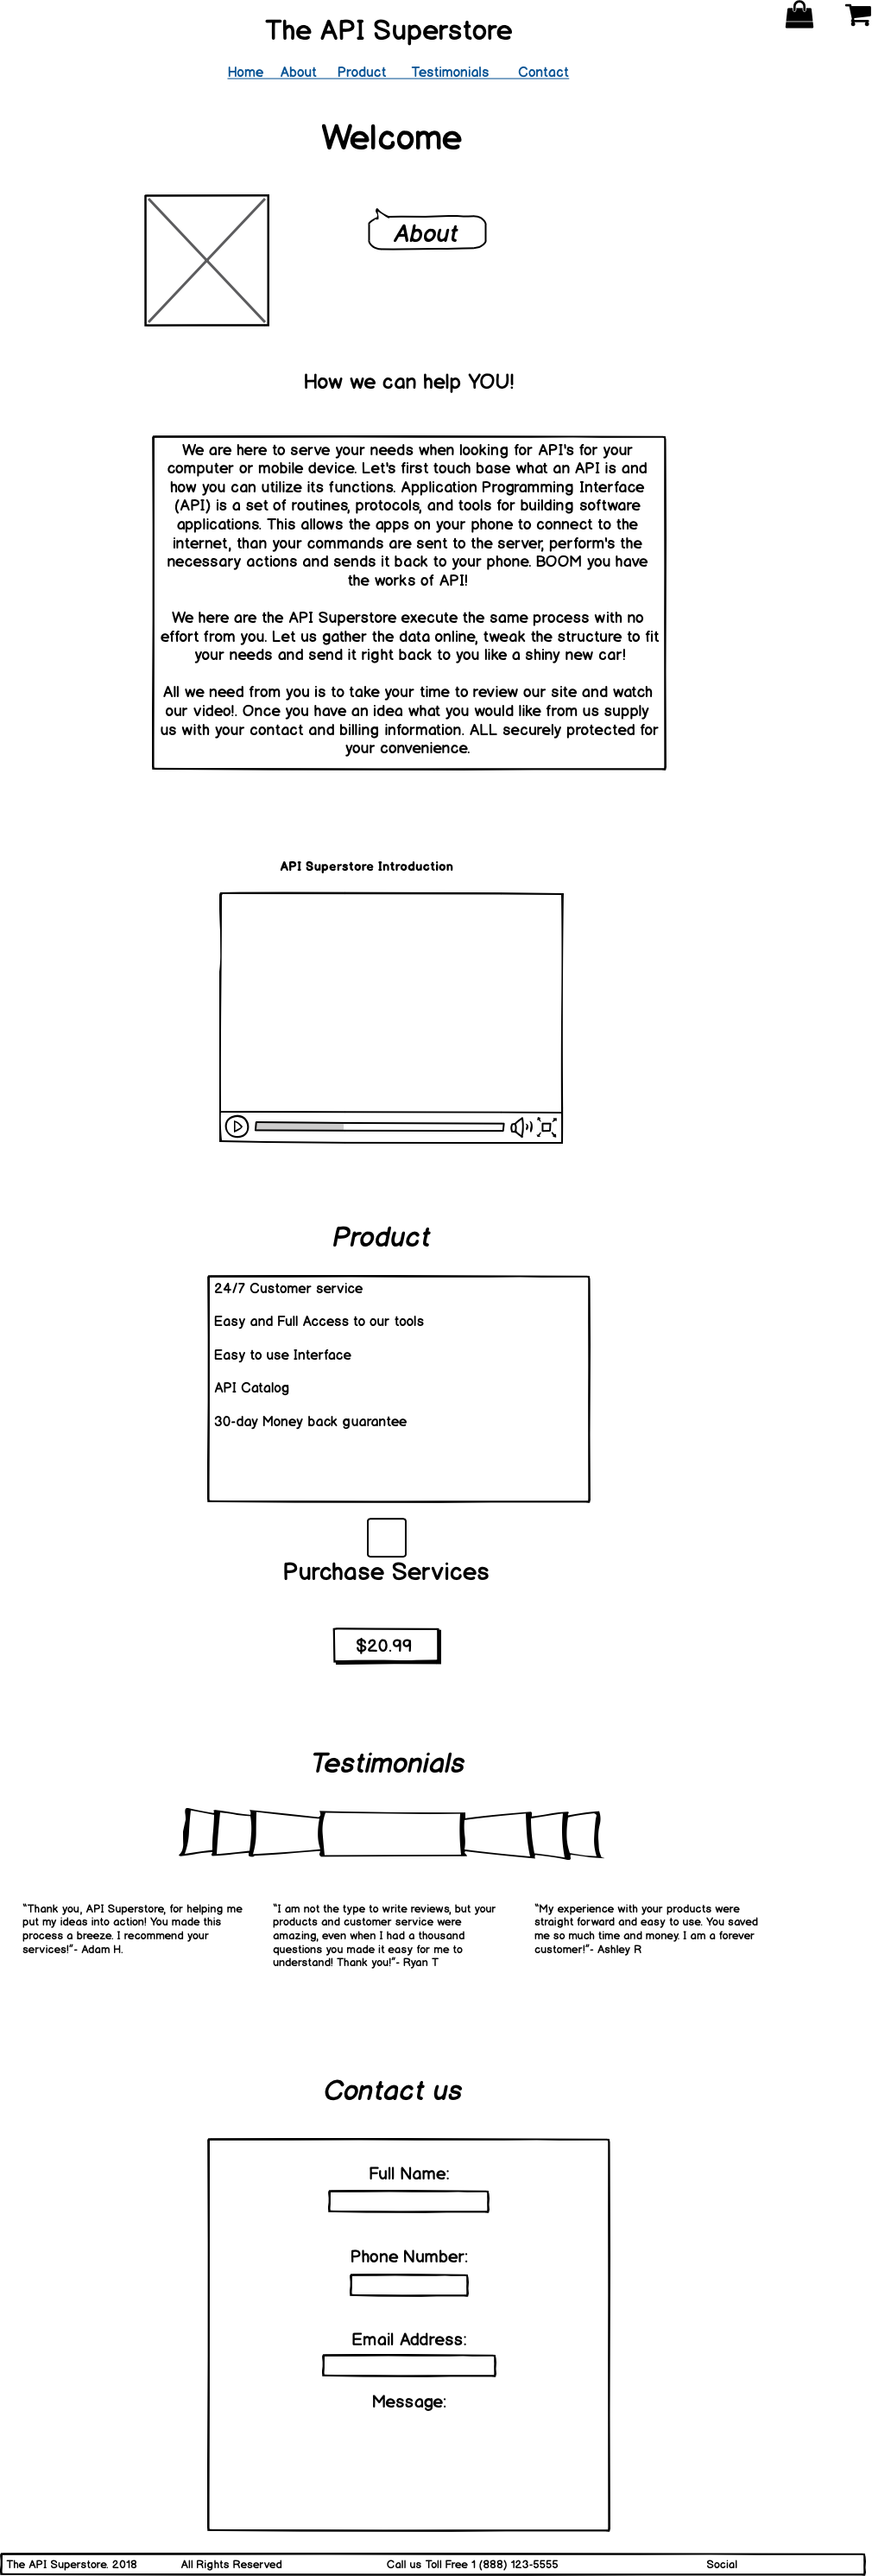 The API Superstore
Home About Product Testimonials Contact
Welcome
About
How we can help YOU!
We are here to serve your needs when looking for API's for your
computer or mobile device. Let's first touch base what an API is and
how you can utilize its functions. Application Programming Interface
(API) is a set of routines, protocols, and tools for building software
applications. This allows the apps on your phone to connect to the
internet, than your commands are sent to the server, perform's the
necessary actions and sends it back to your phone. BOOM you have
the works of API!
We here are the API Superstore execute the same process with no
effort from you. Let us gather the data online, tweak the structure to fit
your needs and send it right back to you like a shiny new car!
All we need from you is to take your time to review our site and watch
our video!. Once you have an idea what you would like from us supply
us with your contact and billing information. ALL securely protected for
your convenience.
API Superstore Introduction
Product
24/7 Customer service
Easy and Full Access to our tools
Easy to use Interface
API Catalog
30-day Money back guarantee
Purchase Services
$20.99
Testimonials
"Thank you, API Superstore, for helping me
put my ideas into action! You made this
process a breeze. I recommend your
services!"- Adam H.
"I am not the type to write reviews, but your
products and customer service were
amazing, even when I had a thousand
questions you made it easy for me to
understand! Thank you!"- Ryan T
"My experience with your products were
straight forward and easy to use. You saved
me so much time and money. I am a forever
customer!"- Ashley R
Contact us
Full Name:
Phone Number:
Email Address:
Message:
The API Superstore. 2018 All Rights Reserved Call us Toll Free 1 (888) 123-5555 Social